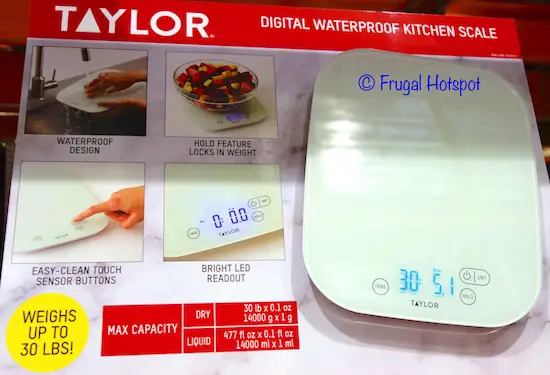 TAYLOR®
DIGITAL WATERPROOF KITCHEN SCALE
© Frugal Hotspot
WATERPROOF
DESIGN
HOLD FEATURE
LOCKS IN WEIGHT
0: 0.0
UNIT
TARE
HOLD
TAYLOR
EASY-CLEAN TOUCH
SENSOR BUTTONS
BRIGHT LED
READOUT
30: 5.1
UNIT
TARE
HOLD
TAYLOR
WEIGHS
UP TO
30 LBS!
MAX CAPACITY
DRY
30 lb x 0.1 oz
14000 g x 1 g
LIQUID
477 fl oz x 0.1 fl oz
14000 ml x 1 ml